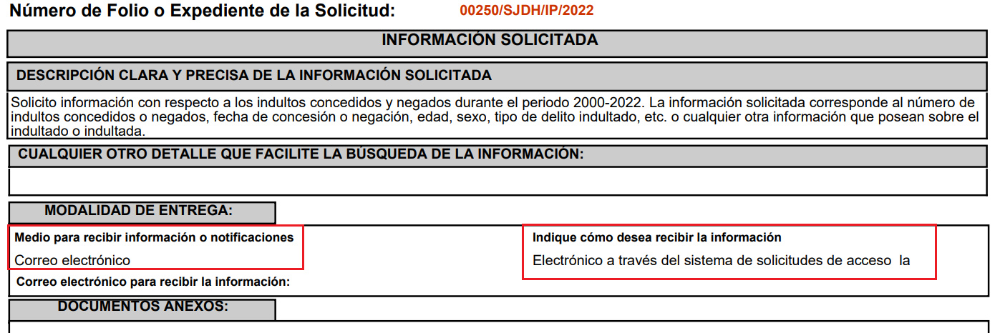 Número de Folio o Expediente de la Solicitud: 00250/SJDH/IP/2022
INFORMACIÓN SOLICITADA
DESCRIPCIÓN CLARA Y PRECISA DE LA INFORMACIÓN SOLICITADA
Solicito información con respecto a los indultos concedidos y negados durante el periodo 2000-2022. La información solicitada corresponde al número de
indultos concedidos o negados, fecha de concesión o negación, edad, sexo, tipo de delito indultado, etc. o cualquier otra información que posean sobre el
indultado o indultada.
CUALQUIER OTRO DETALLE QUE FACILITE LA BÚSQUEDA DE LA INFORMACIÓN:
MODALIDAD DE ENTREGA:
Medio para recibir información o notificaciones
Correo electrónico
Indique cómo desea recibir la información
Electrónico a través del sistema de solicitudes de acceso la
Correo electrónico para recibir la información:
DOCUMENTOS ANEXOS: